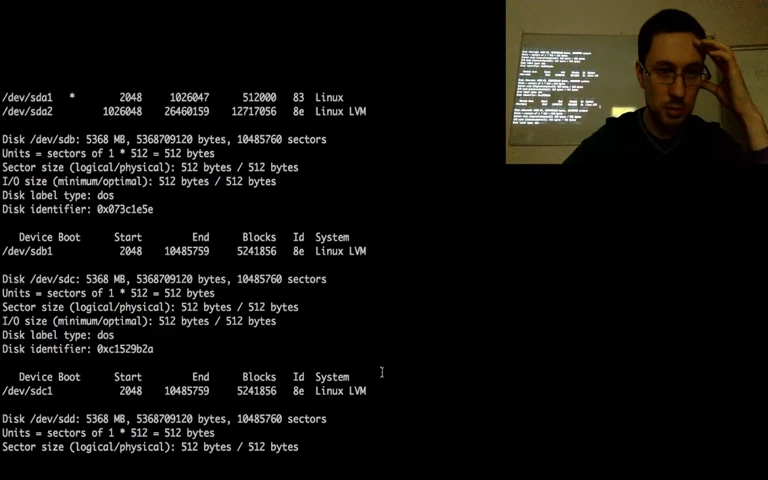 /dev/sda1   *        2048     1026047      512000   83  Linux
/dev/sda2         1026048    26460159    12717056   8e  Linux LVM
Disk /dev/sdb: 5368 MB, 5368709120 bytes, 10485760 sectors
Units = sectors of 1 * 512 = 512 bytes
Sector size (logical/physical): 512 bytes / 512 bytes
I/O size (minimum/optimal): 512 bytes / 512 bytes
Disk label type: dos
Disk identifier: 0x073c1e5e
Device Boot      Start         End      Blocks   Id  System
/dev/sdb1            2048    10485759     5241856   8e  Linux LVM
Disk /dev/sdc: 5368 MB, 5368709120 bytes, 10485760 sectors
Units = sectors of 1 * 512 = 512 bytes
Sector size (logical/physical): 512 bytes / 512 bytes
I/O size (minimum/optimal): 512 bytes / 512 bytes
Disk label type: dos
Disk identifier: 0xc1529b2a
Device Boot      Start         End      Blocks   Id  System
/dev/sdc1            2048    10485759     5241856   8e  Linux LVM
Disk /dev/sdd: 5368 MB, 5368709120 bytes, 10485760 sectors
Units = sectors of 1 * 512 = 512 bytes
Sector size (logical/physical): 512 bytes / 512 bytes